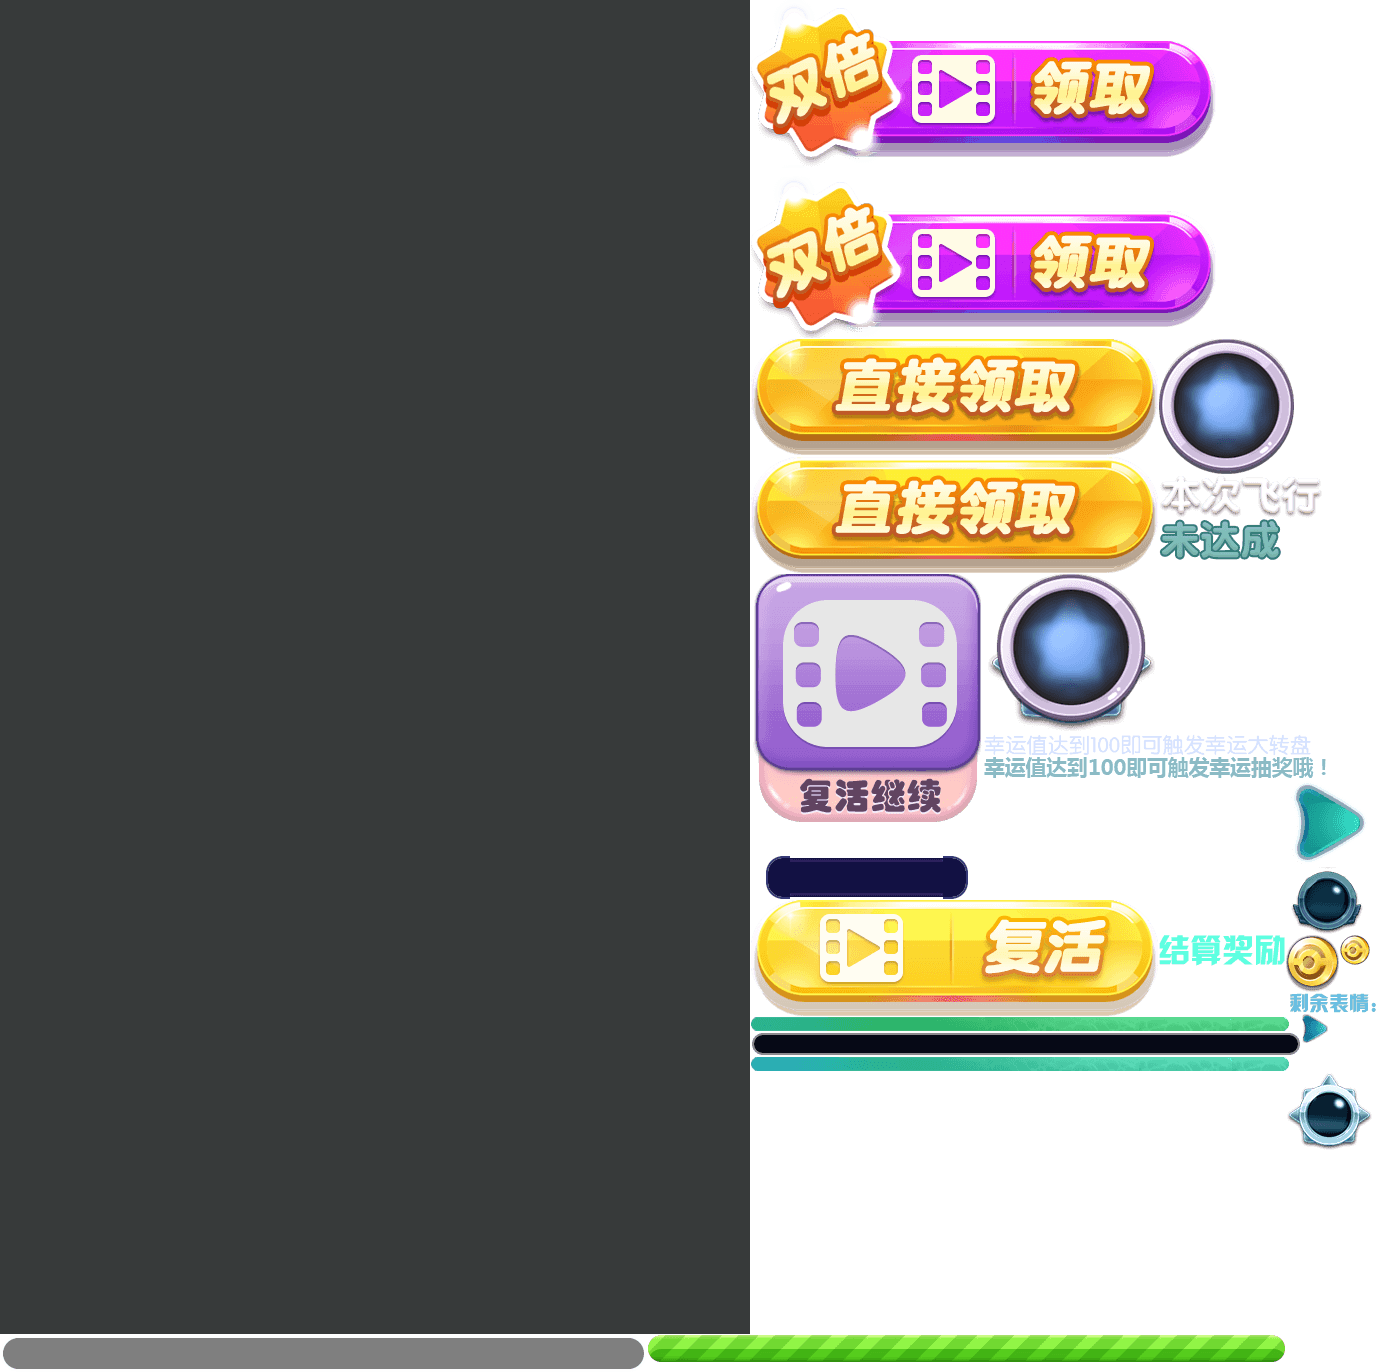 双倍 领取
双倍 领取
直接领取
直接领取
本次飞行
未达成
幸运值达到100即可触发幸运大转盘
幸运值达到100即可触发幸运抽奖哦！
复活继续
复活
结算奖励
剩余表情：